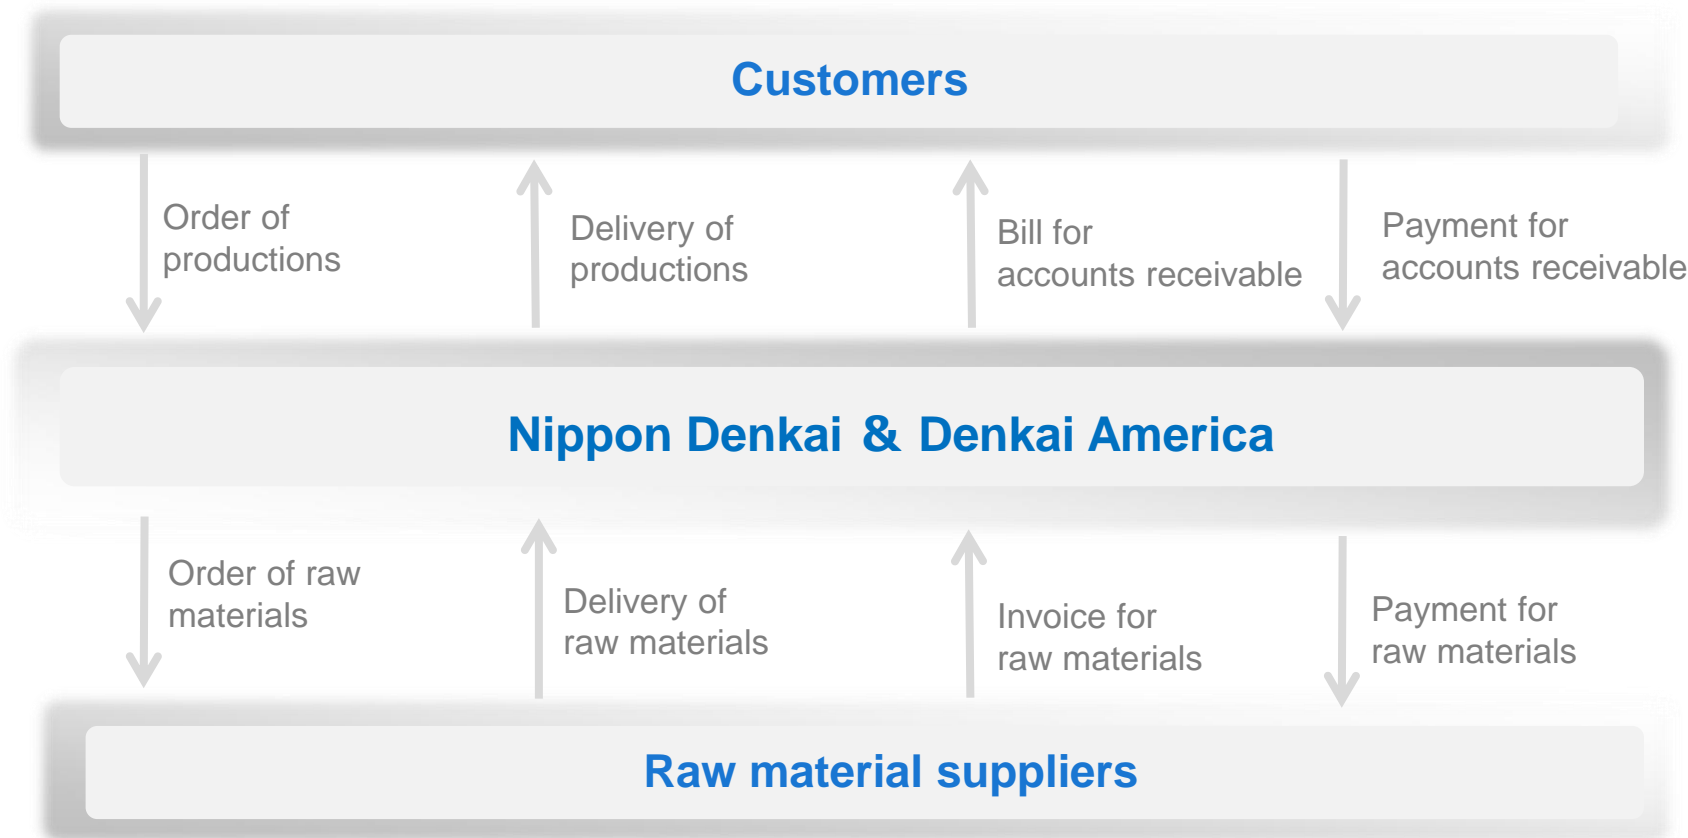 Customers
Order of
productions
Delivery of
productions
Bill for
accounts receivable
Payment for
accounts receivable
Nippon Denkai & Denkai America
Order of raw
materials
Delivery of
raw materials
Invoice for
raw materials
Payment for
raw materials
Raw material suppliers